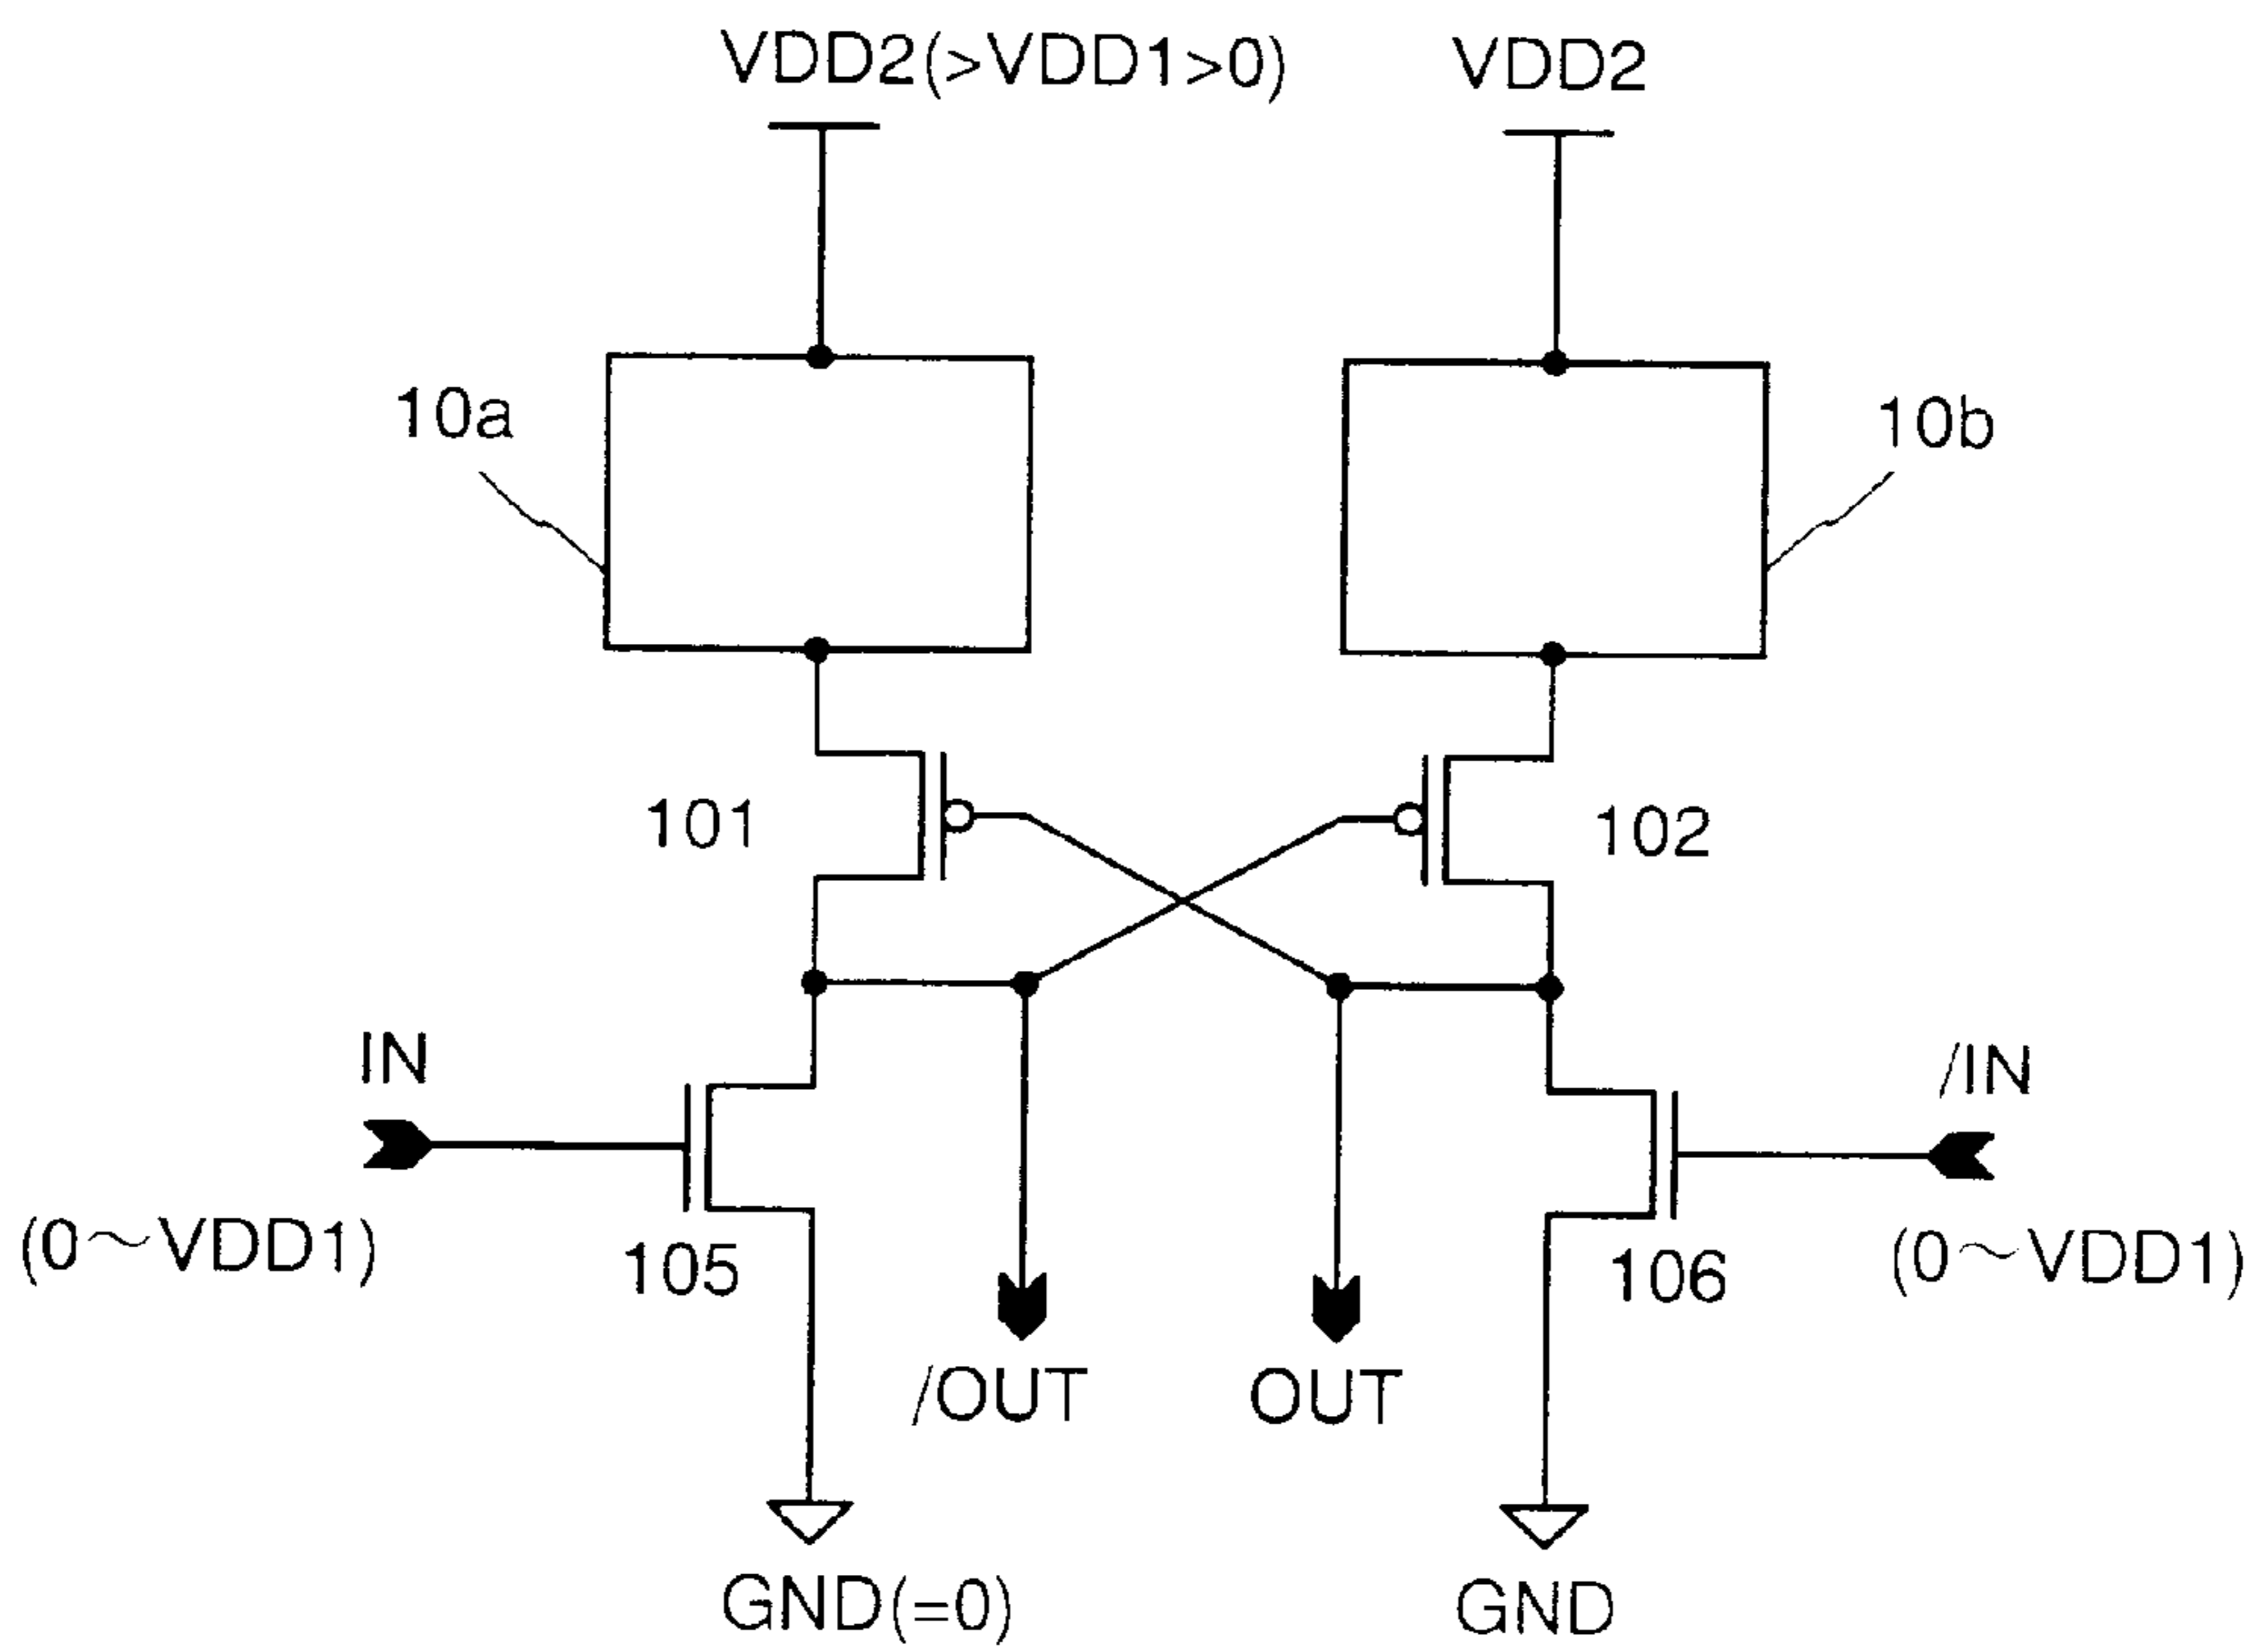 VDD2(>VDD1>0)
VDD2
10a
10b
101
102
IN
/IN
(0~VDD1)
105
106
(0~VDD1)
/OUT
OUT
GND(=0)
GND